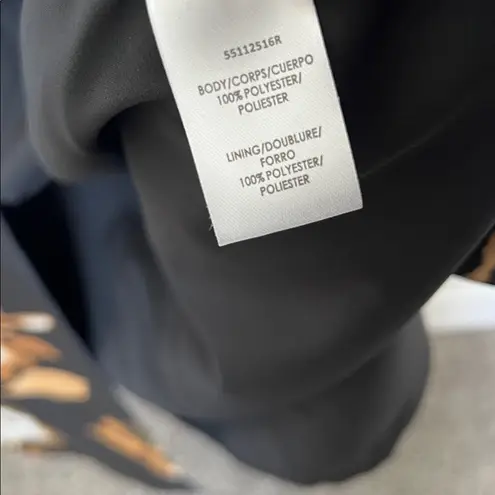 55112516R
BODY/CORPS/CUERPO
100% POLYESTER/
POLIESTER
LINING/DOUBLURE/
FORRO
100% POLYESTER/
POLIESTER